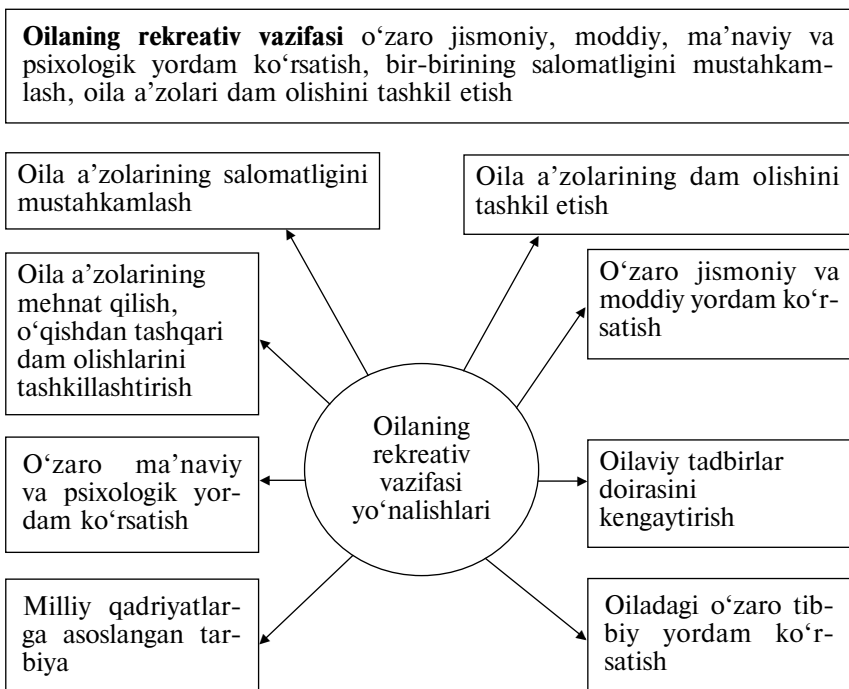 Oilaning rekreativ vazifasi o‘zaro jismoniy, moddiy, ma’naviy va
psixologik yordam ko‘rsatish, bir-birining salomatligini mustahkam-
lash, oila a’zolari dam olishini tashkil etish
Oila a’zolarining salomatligini
mustahkamlash
Oila a’zolarining dam olishini
tashkil etish
Oila a’zolarining
mehnat qilish,
o‘qishdan tashqari
dam olishlarini
tashkillashtirish
O‘zaro jismoniy va
moddiy yordam ko‘r-
satish
Oilaning
rekreativ
vazifasi
yo‘nalishlari
O‘zaro ma’naviy
va psixologik yor-
dam ko‘rsatish
Oilaviy tadbirlar
doirasini
kengaytirish
Milliy qadriyatlar-
ga asoslangan tar-
biya
Oiladagi o‘zaro tib-
biy yordam ko‘r-
satish